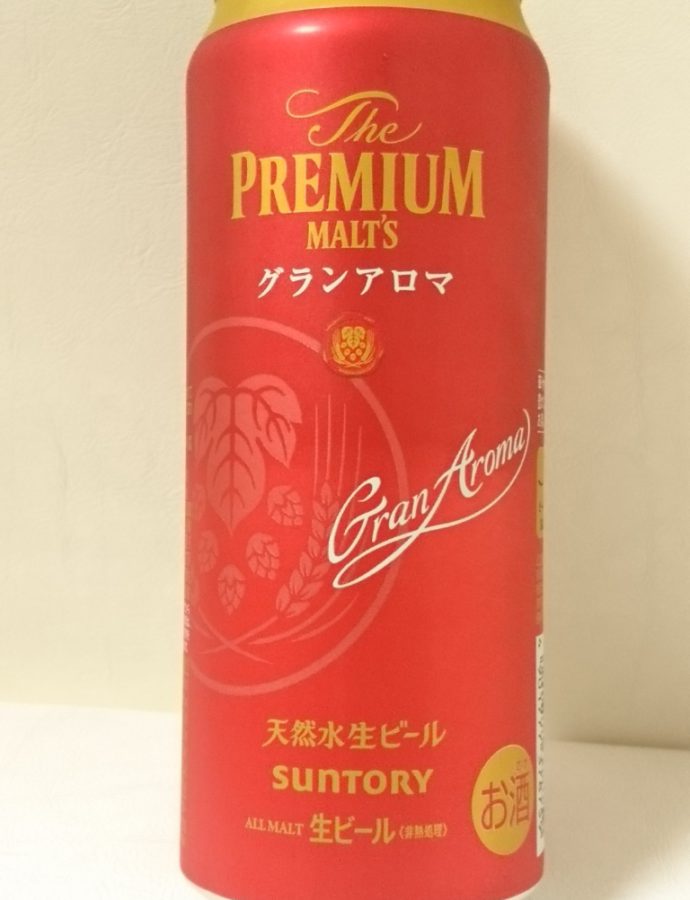 The
PREMIUM
MALT'S
グランアロマ
Gran Aroma
天然水生ビール
SUNTORY
ALL MALT 生ビール《非熱処理》
お酒